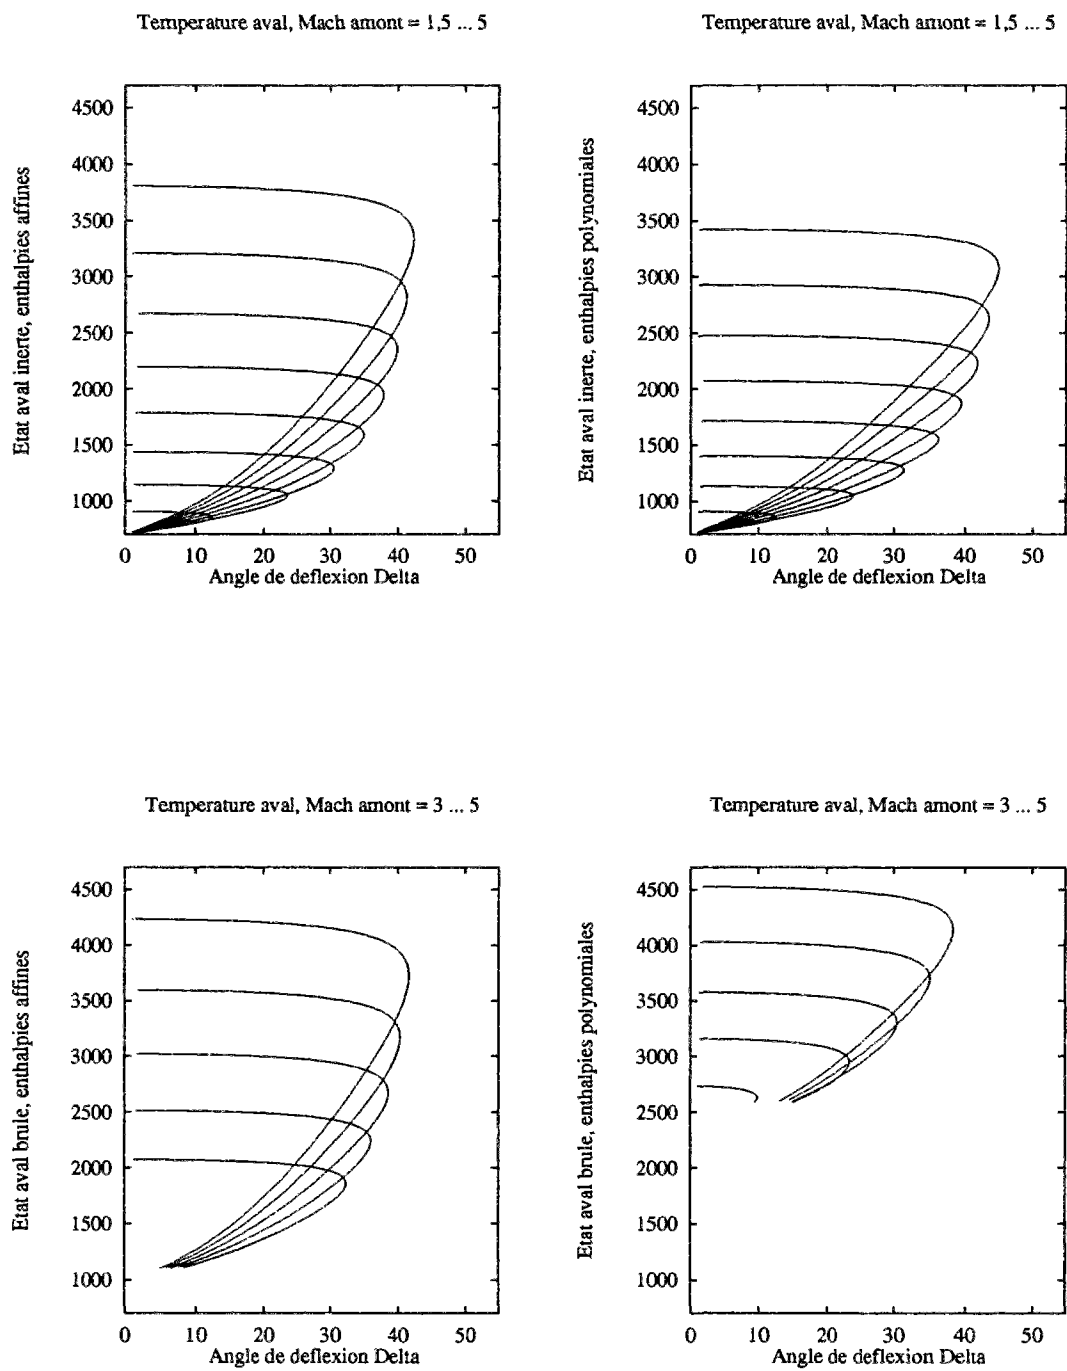 Temperature aval, Mach amont = 1,5 ... 5
Etat aval inerte, enthalpies affines
4500
4000
3500
3000
2500
2000
1500
1000
0 10 20 30 40 50
Angle de deflexion Delta
Temperature aval, Mach amont = 1,5 ... 5
Etat aval inerte, enthalpies polynomiales
4500
4000
3500
3000
2500
2000
1500
1000
0 10 20 30 40 50
Angle de deflexion Delta
Temperature aval, Mach amont = 3 ... 5
Etat aval brule, enthalpies affines
4500
4000
3500
3000
2500
2000
1500
1000
0 10 20 30 40 50
Angle de deflexion Delta
Temperature aval, Mach amont = 3 ... 5
Etat aval brule, enthalpies polynomiales
4500
4000
3500
3000
2500
2000
1500
1000
0 10 20 30 40 50
Angle de deflexion Delta